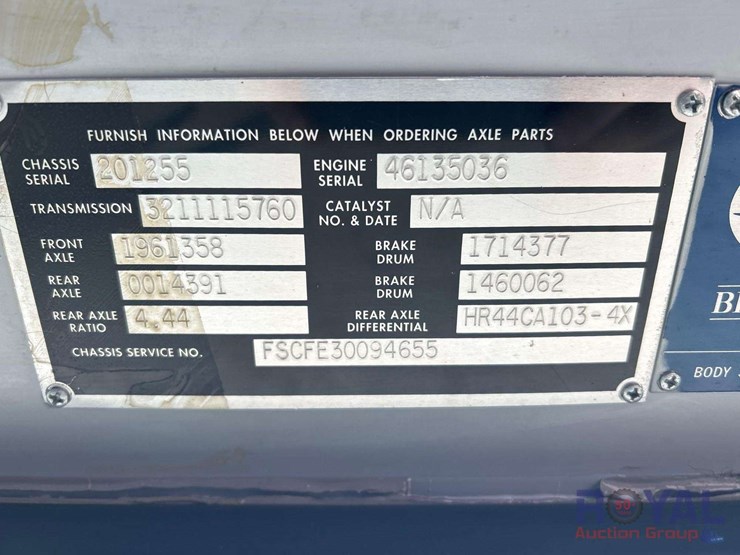 FURNISH INFORMATION BELOW WHEN ORDERING AXLE PARTS
CHASSIS SERIAL 201255 ENGINE SERIAL 46135036
TRANSMISSION 3211115760 CATALYST NO. & DATE N/A
FRONT AXLE 1961358 BRAKE DRUM 1714377
REAR AXLE 0014391 BRAKE DRUM 1460062
REAR AXLE RATIO 4.44 REAR AXLE DIFFERENTIAL HR44CA103-4X
CHASSIS SERVICE NO. FSCFE30094655
BODY
ROYAL
50
Auction Group